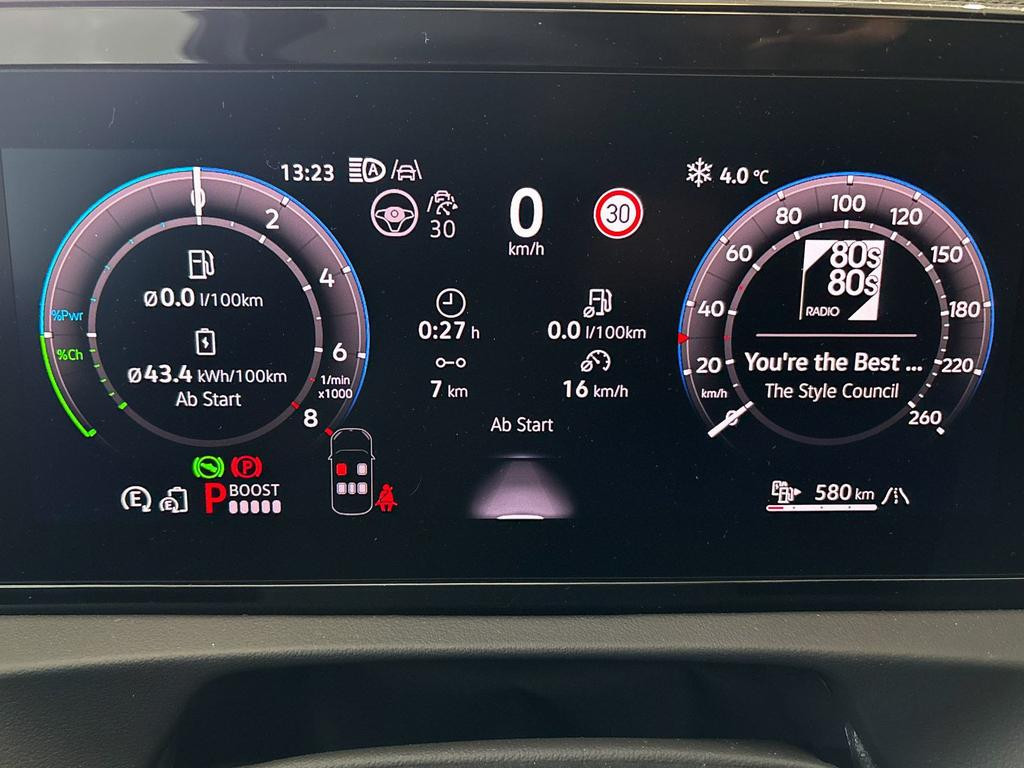 13:23
A
30
0
km/h
30
4.0 °C
0
2
4
6
8
1/min
x1000
%Pwr
%Ch
Ø0.0 l/100km
Ø43.4 kWh/100km
Ab Start
0:27 h
0.0 l/100km
7 km
16 km/h
Ab Start
0
20
40
60
80
100
120
150
180
220
260
km/h
80s
80s
RADIO
You're the Best ...
The Style Council
P
E
E
P
BOOST
580 km